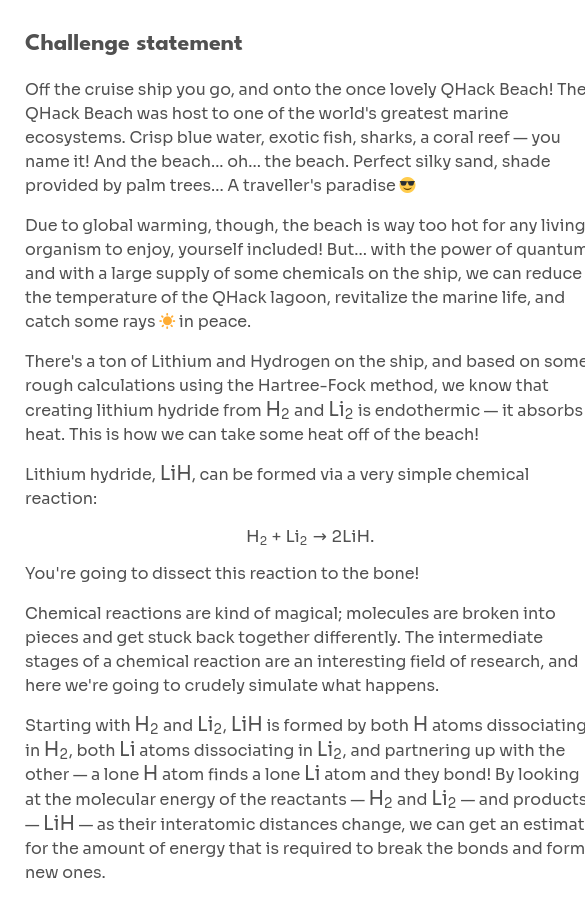 Challenge statement
Off the cruise ship you go, and onto the once lovely QHack Beach! The
QHack Beach was host to one of the world's greatest marine
ecosystems. Crisp blue water, exotic fish, sharks, a coral reef — you
name it! And the beach... oh... the beach. Perfect silky sand, shade
provided by palm trees... A traveller's paradise 😎
Due to global warming, though, the beach is way too hot for any living
organism to enjoy, yourself included! But... with the power of quantum
and with a large supply of some chemicals on the ship, we can reduce
the temperature of the QHack lagoon, revitalize the marine life, and
catch some rays ☀️ in peace.
There's a ton of Lithium and Hydrogen on the ship, and based on some
rough calculations using the Hartree-Fock method, we know that
creating lithium hydride from H₂ and Li₂ is endothermic — it absorbs
heat. This is how we can take some heat off of the beach!
Lithium hydride, LiH, can be formed via a very simple chemical
reaction:
H₂ + Li₂ → 2LiH.
You're going to dissect this reaction to the bone!
Chemical reactions are kind of magical; molecules are broken into
pieces and get stuck back together differently. The intermediate
stages of a chemical reaction are an interesting field of research, and
here we're going to crudely simulate what happens.
Starting with H₂ and Li₂, LiH is formed by both H atoms dissociating
in H₂, both Li atoms dissociating in Li₂, and partnering up with the
other — a lone H atom finds a lone Li atom and they bond! By looking
at the molecular energy of the reactants — H₂ and Li₂ — and products
— LiH — as their interatomic distances change, we can get an estimat
for the amount of energy that is required to break the bonds and form
new ones.